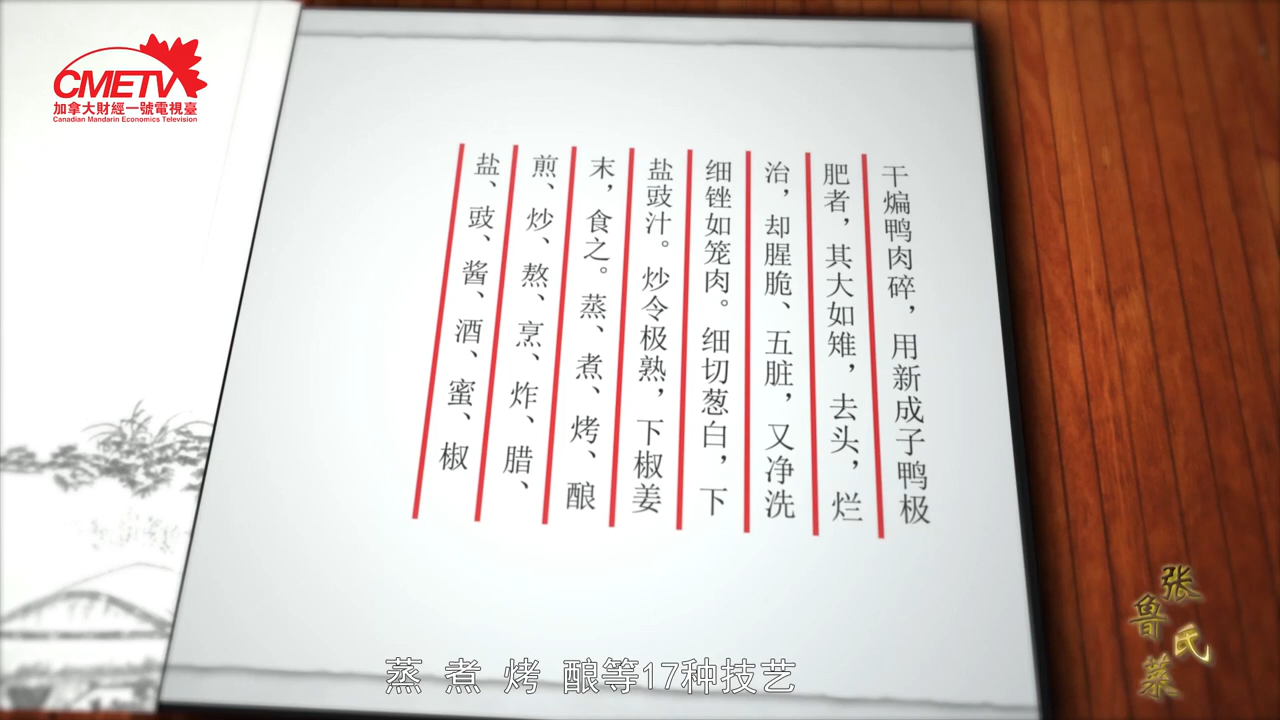 CMETV
加拿大財經一號電視臺
Canadian Mandarin Economics Television
干煸鸭肉碎，用新成子鸭极
肥者，其大如雉，去头，烂
治，却腥脆、五脏，又净洗
细锉如笼肉。细切葱白，下
盐豉汁。炒令极熟，下椒姜
末，食之。蒸、煮、烤、酿
煎、炒、熬、烹、炸、腊、
盐、豉、酱、酒、蜜、椒
张氏
鲁菜
蒸 煮 烤 酿等17种技艺